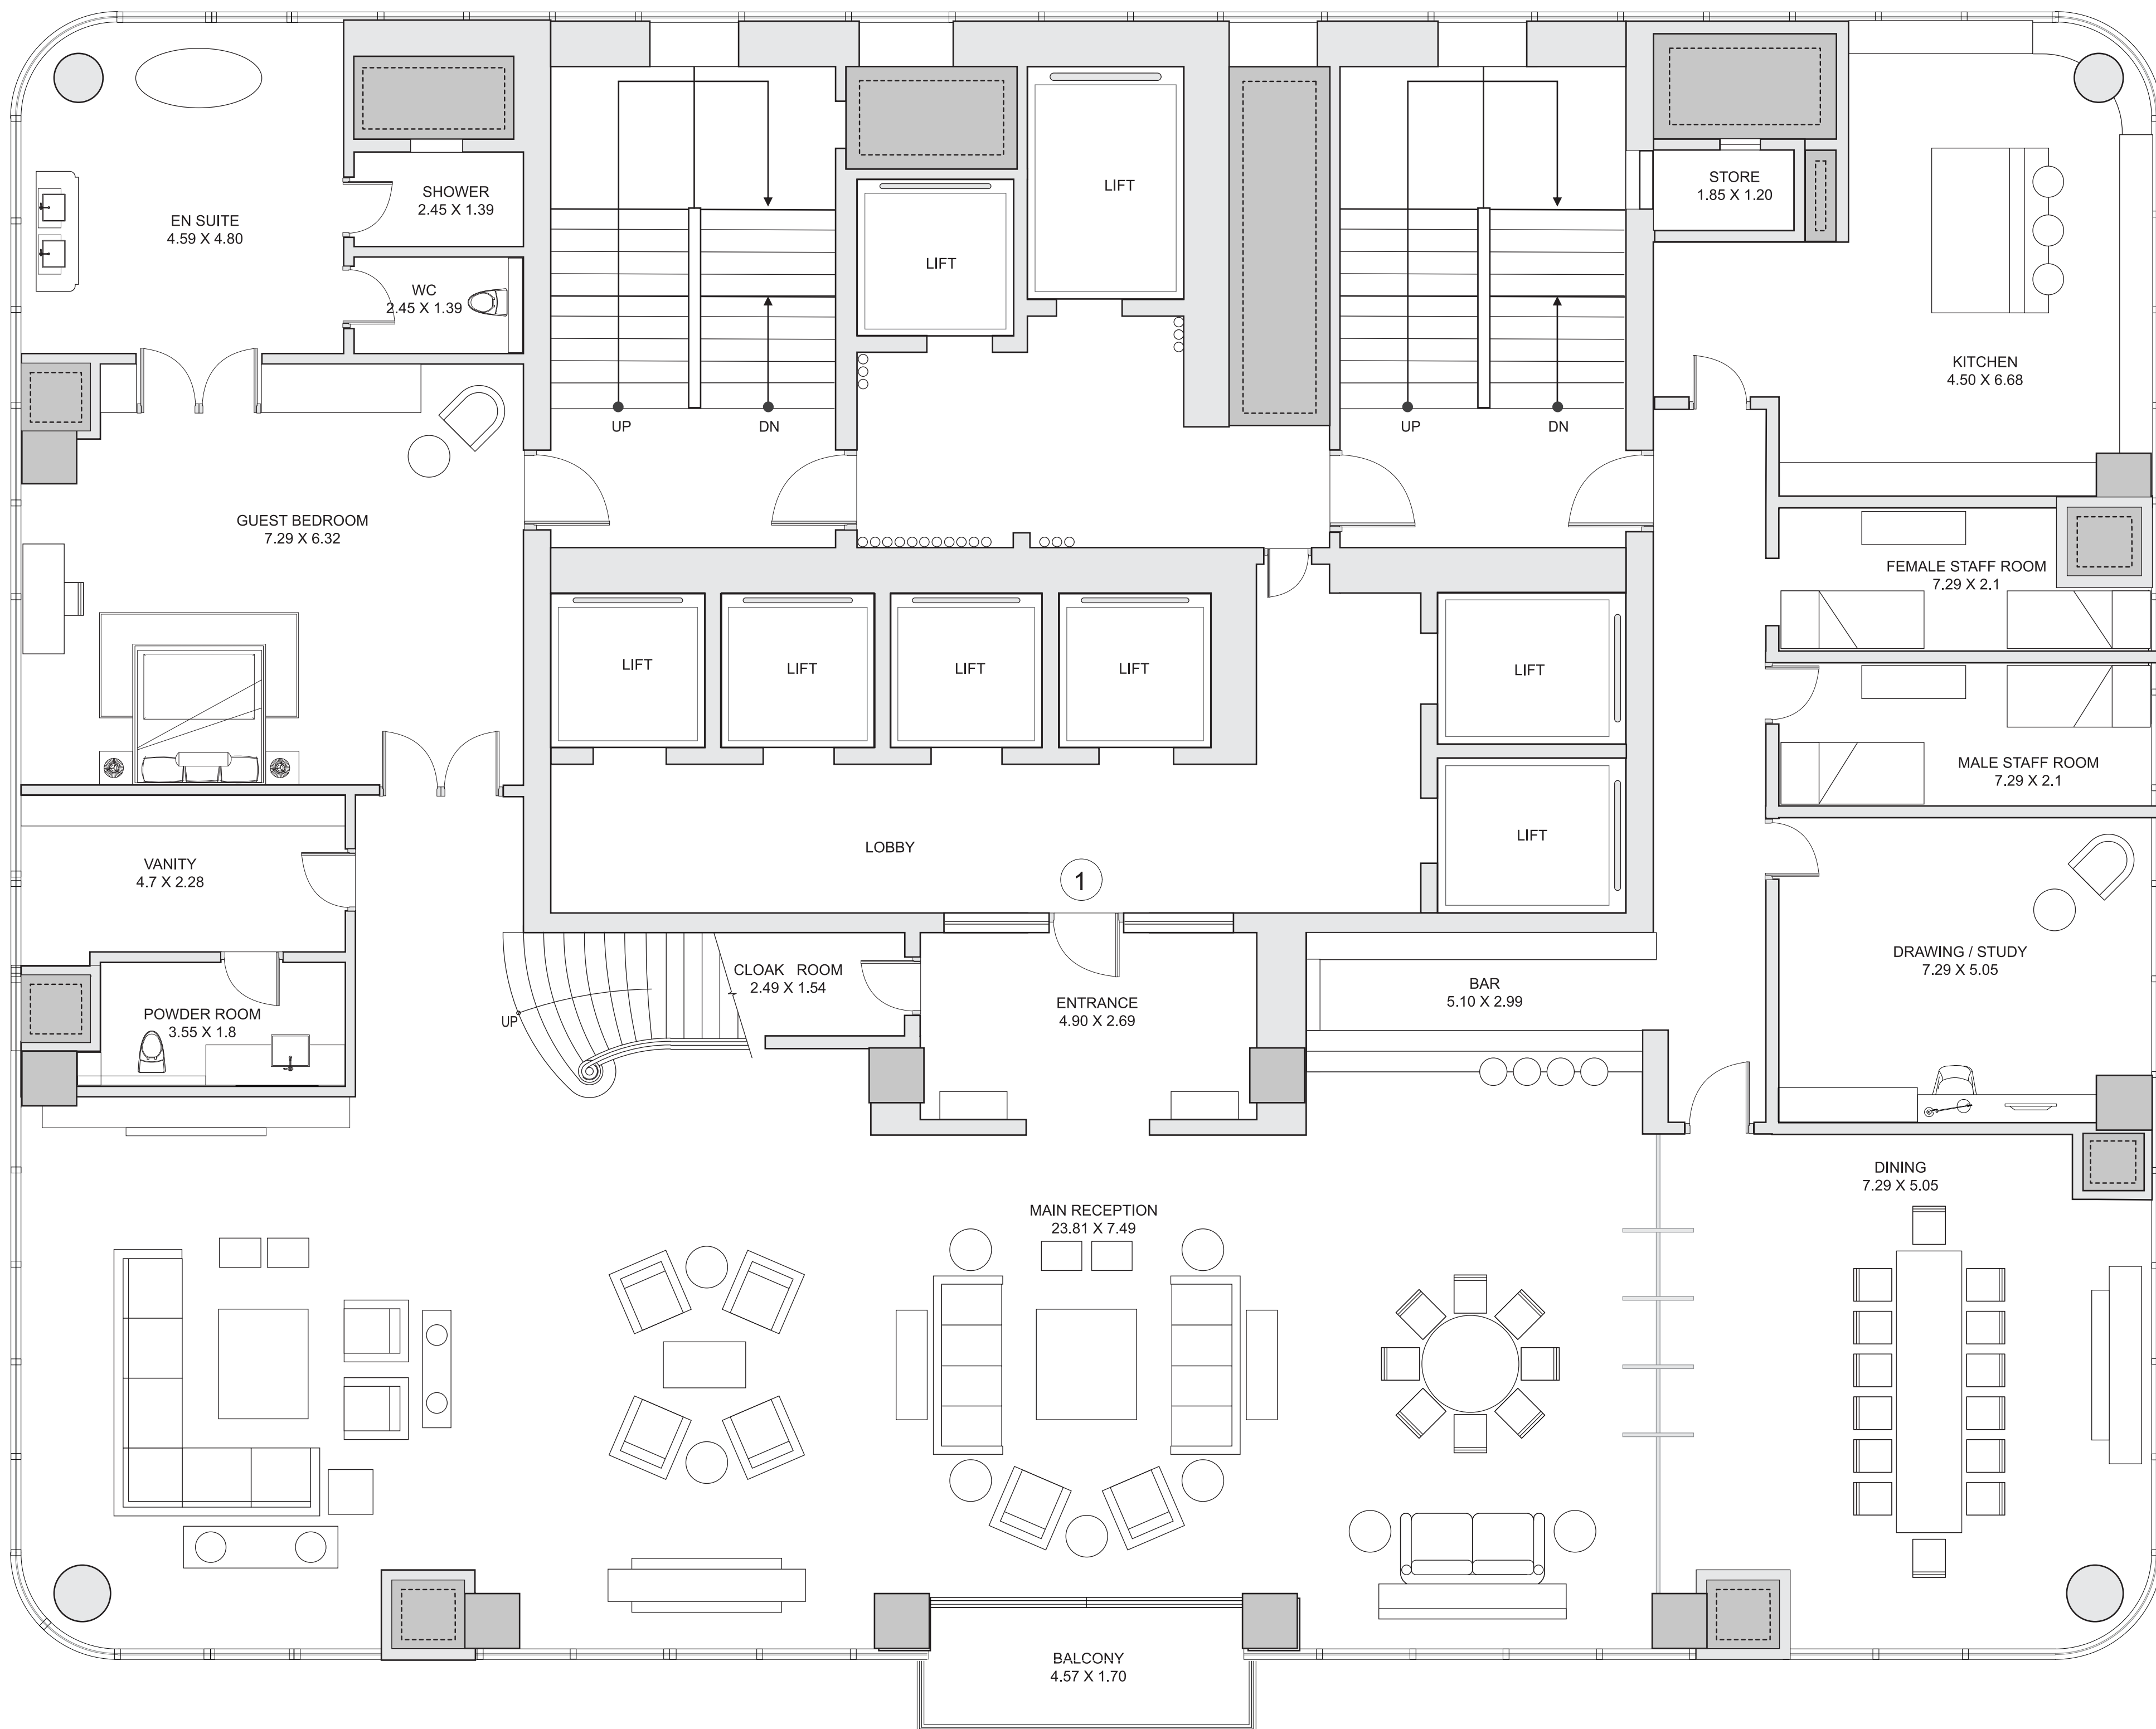 EN SUITE
4.59 X 4.80
SHOWER
2.45 X 1.39
WC
2.45 X 1.39
LIFT
LIFT
STORE
1.85 X 1.20
KITCHEN
4.50 X 6.68
UP
DN
UP
DN
GUEST BEDROOM
7.29 X 6.32
FEMALE STAFF ROOM
7.29 X 2.1
LIFT
LIFT
LIFT
LIFT
LIFT
MALE STAFF ROOM
7.29 X 2.1
LIFT
LOBBY
1
VANITY
4.7 X 2.28
DRAWING / STUDY
7.29 X 5.05
CLOAK ROOM
2.49 X 1.54
BAR
5.10 X 2.99
ENTRANCE
4.90 X 2.69
POWDER ROOM
3.55 X 1.8
UP
DINING
7.29 X 5.05
MAIN RECEPTION
23.81 X 7.49
BALCONY
4.57 X 1.70